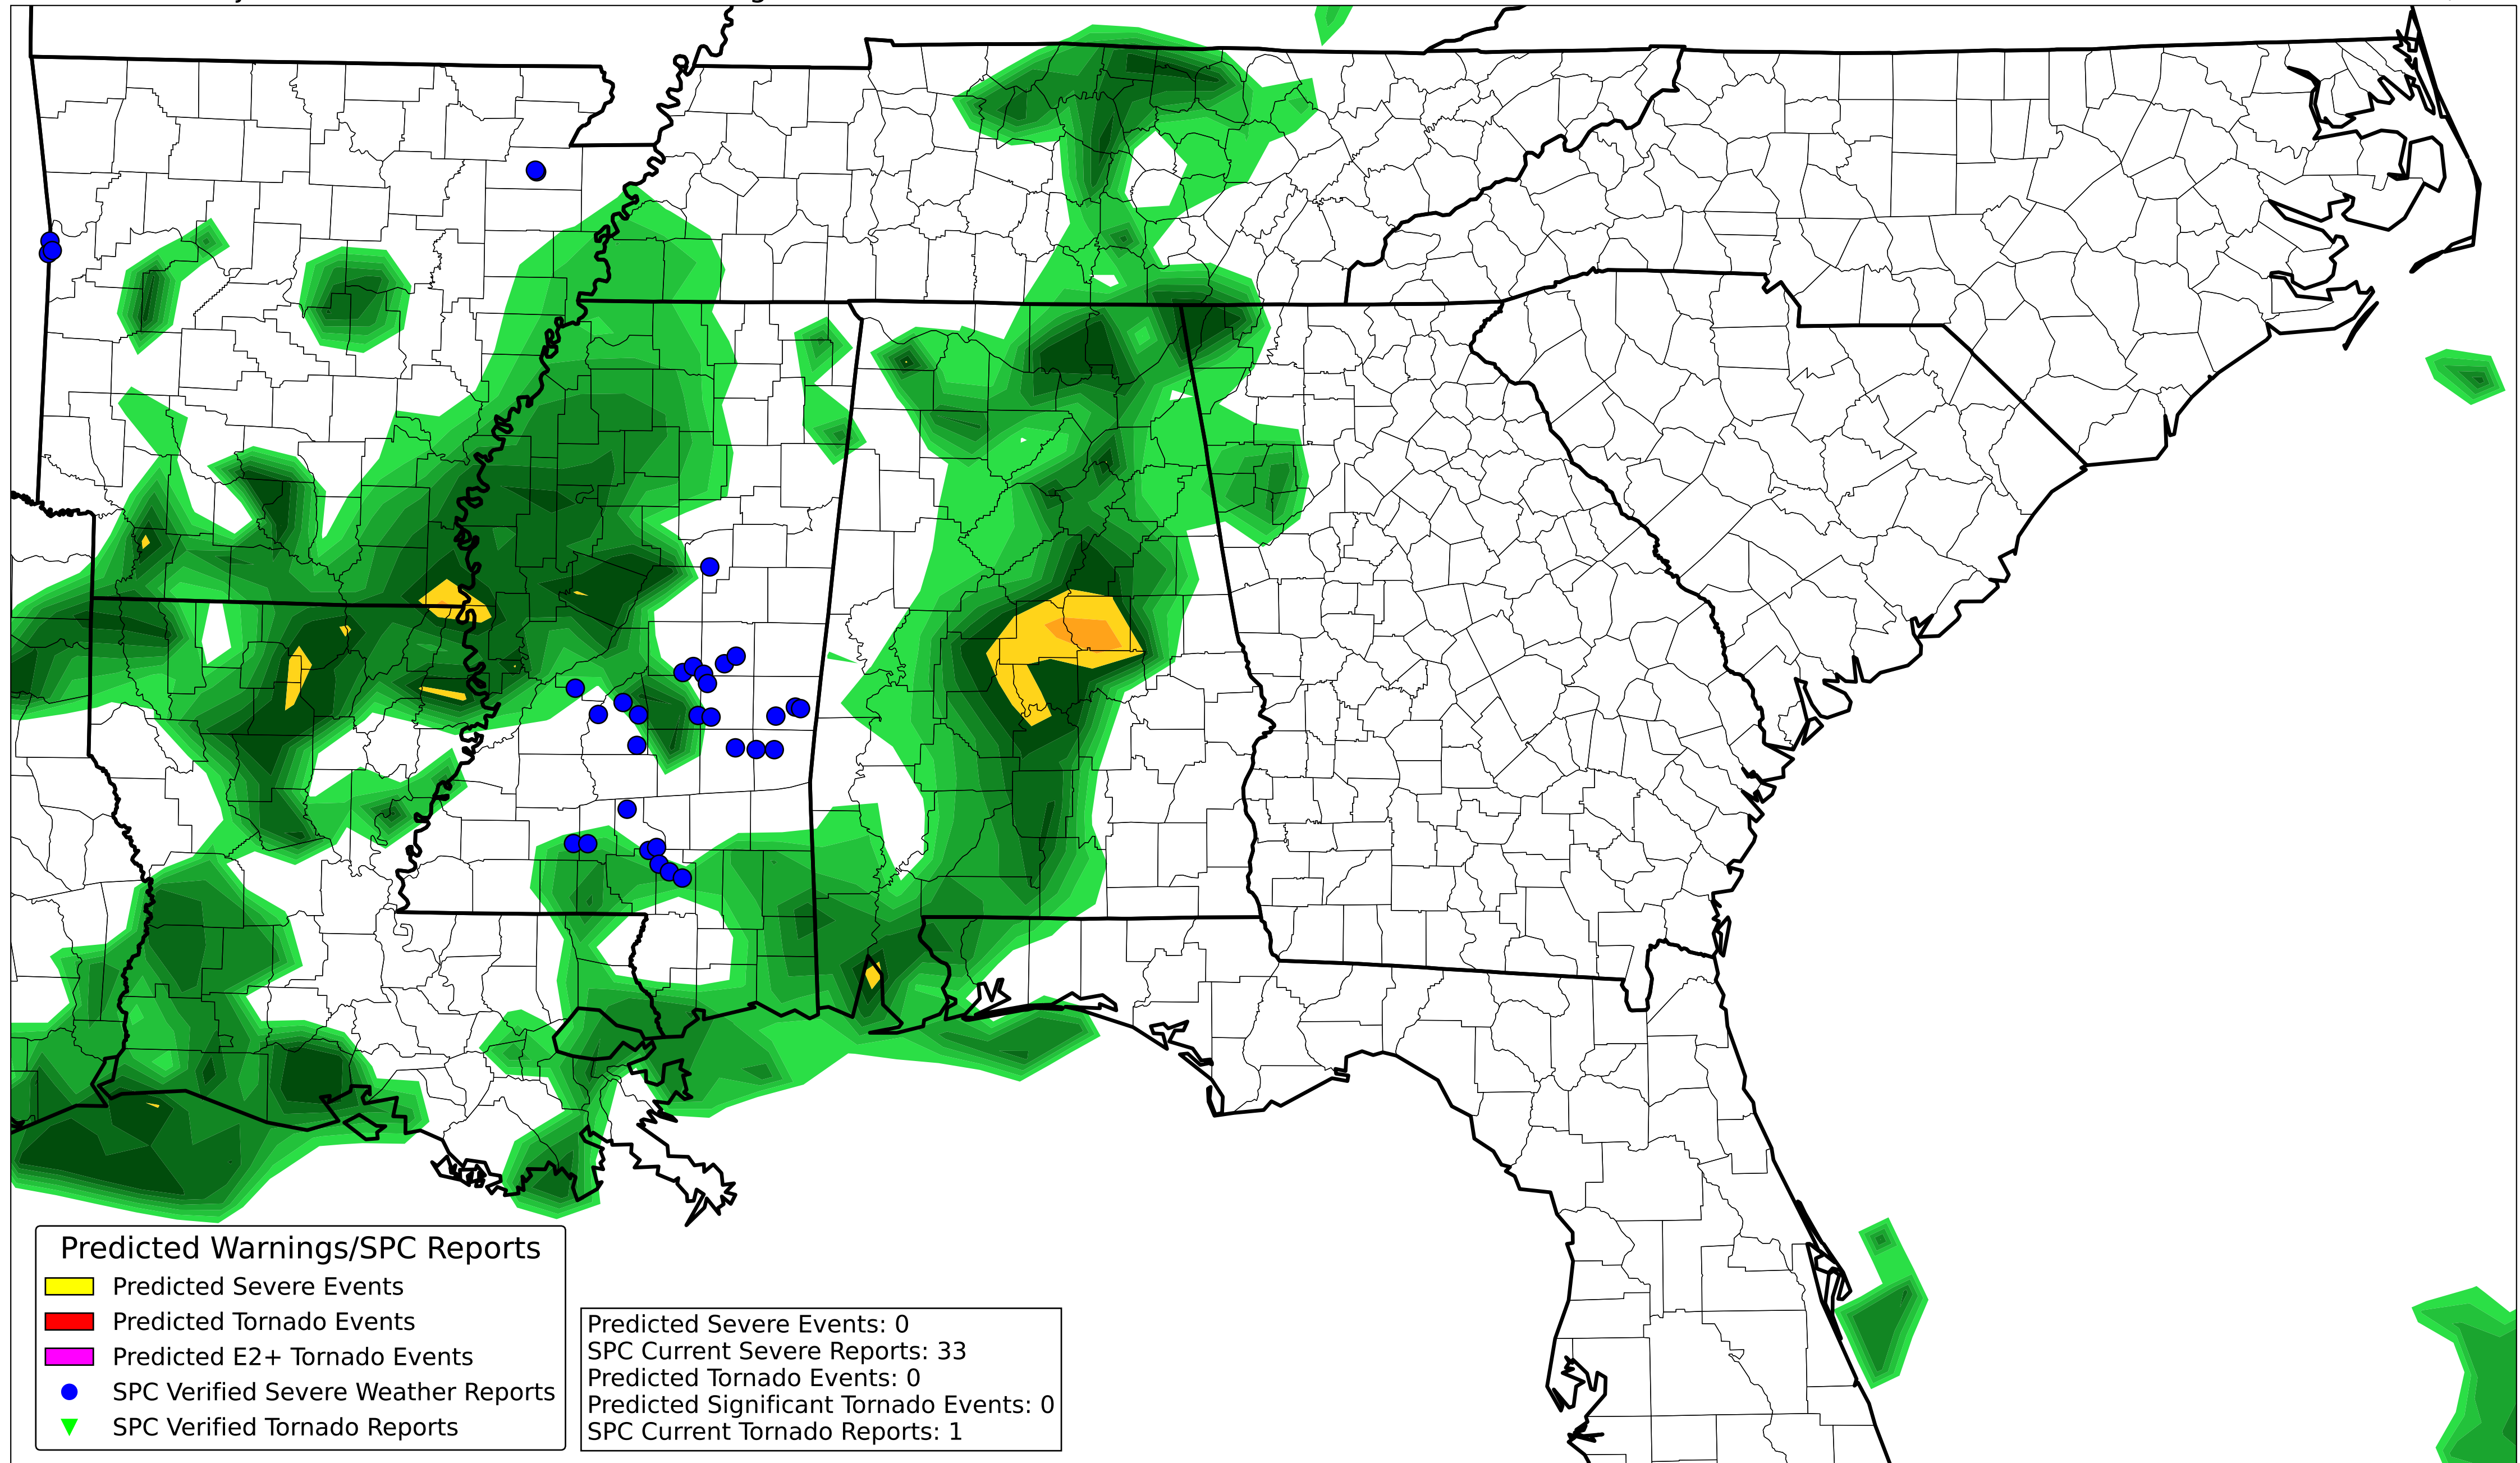 Predicted Warnings/SPC Reports
Predicted Severe Events
Predicted Tornado Events
Predicted E2+ Tornado Events
SPC Verified Severe Weather Reports
SPC Verified Tornado Reports
Predicted Severe Events: 0
SPC Current Severe Reports: 33
Predicted Tornado Events: 0
Predicted Significant Tornado Events: 0
SPC Current Tornado Reports: 1